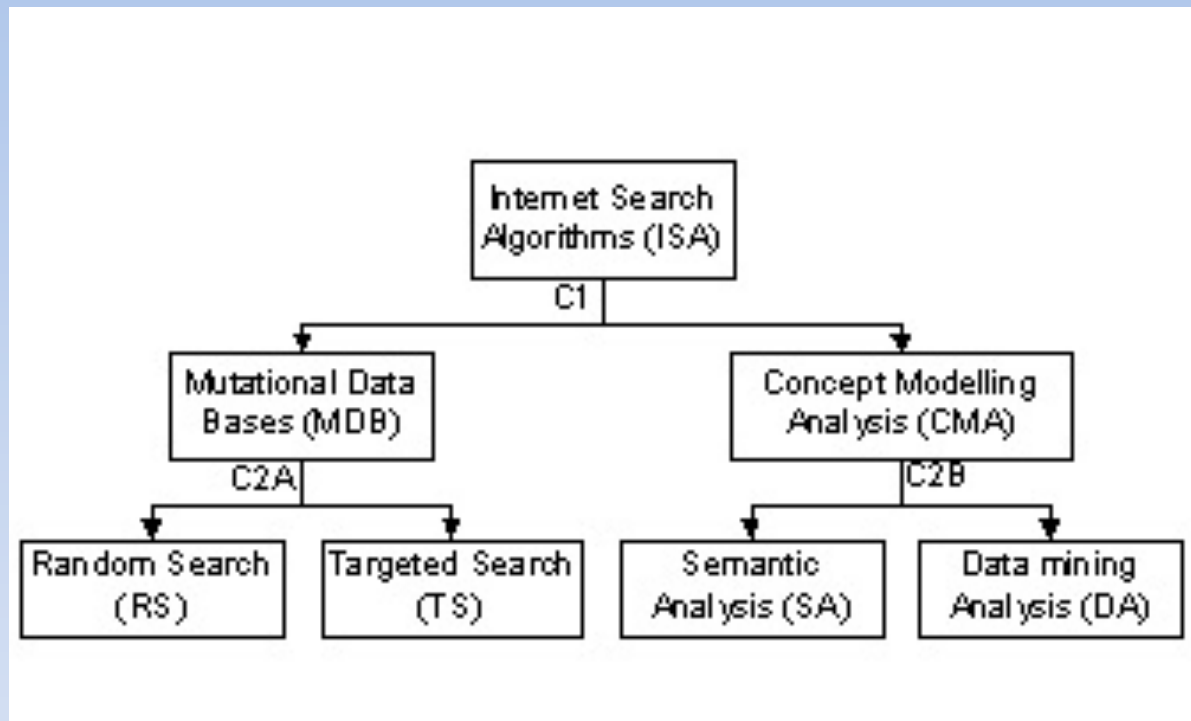 Internet Search
Algorithms (ISA)
C1
Mutational Data
Bases (MDB)
Concept Modelling
Analysis (CMA)
C2A
C2B
Random Search
(RS)
Targeted Search
(TS)
Semantic
Analysis (SA)
Data mining
Analysis (DA)